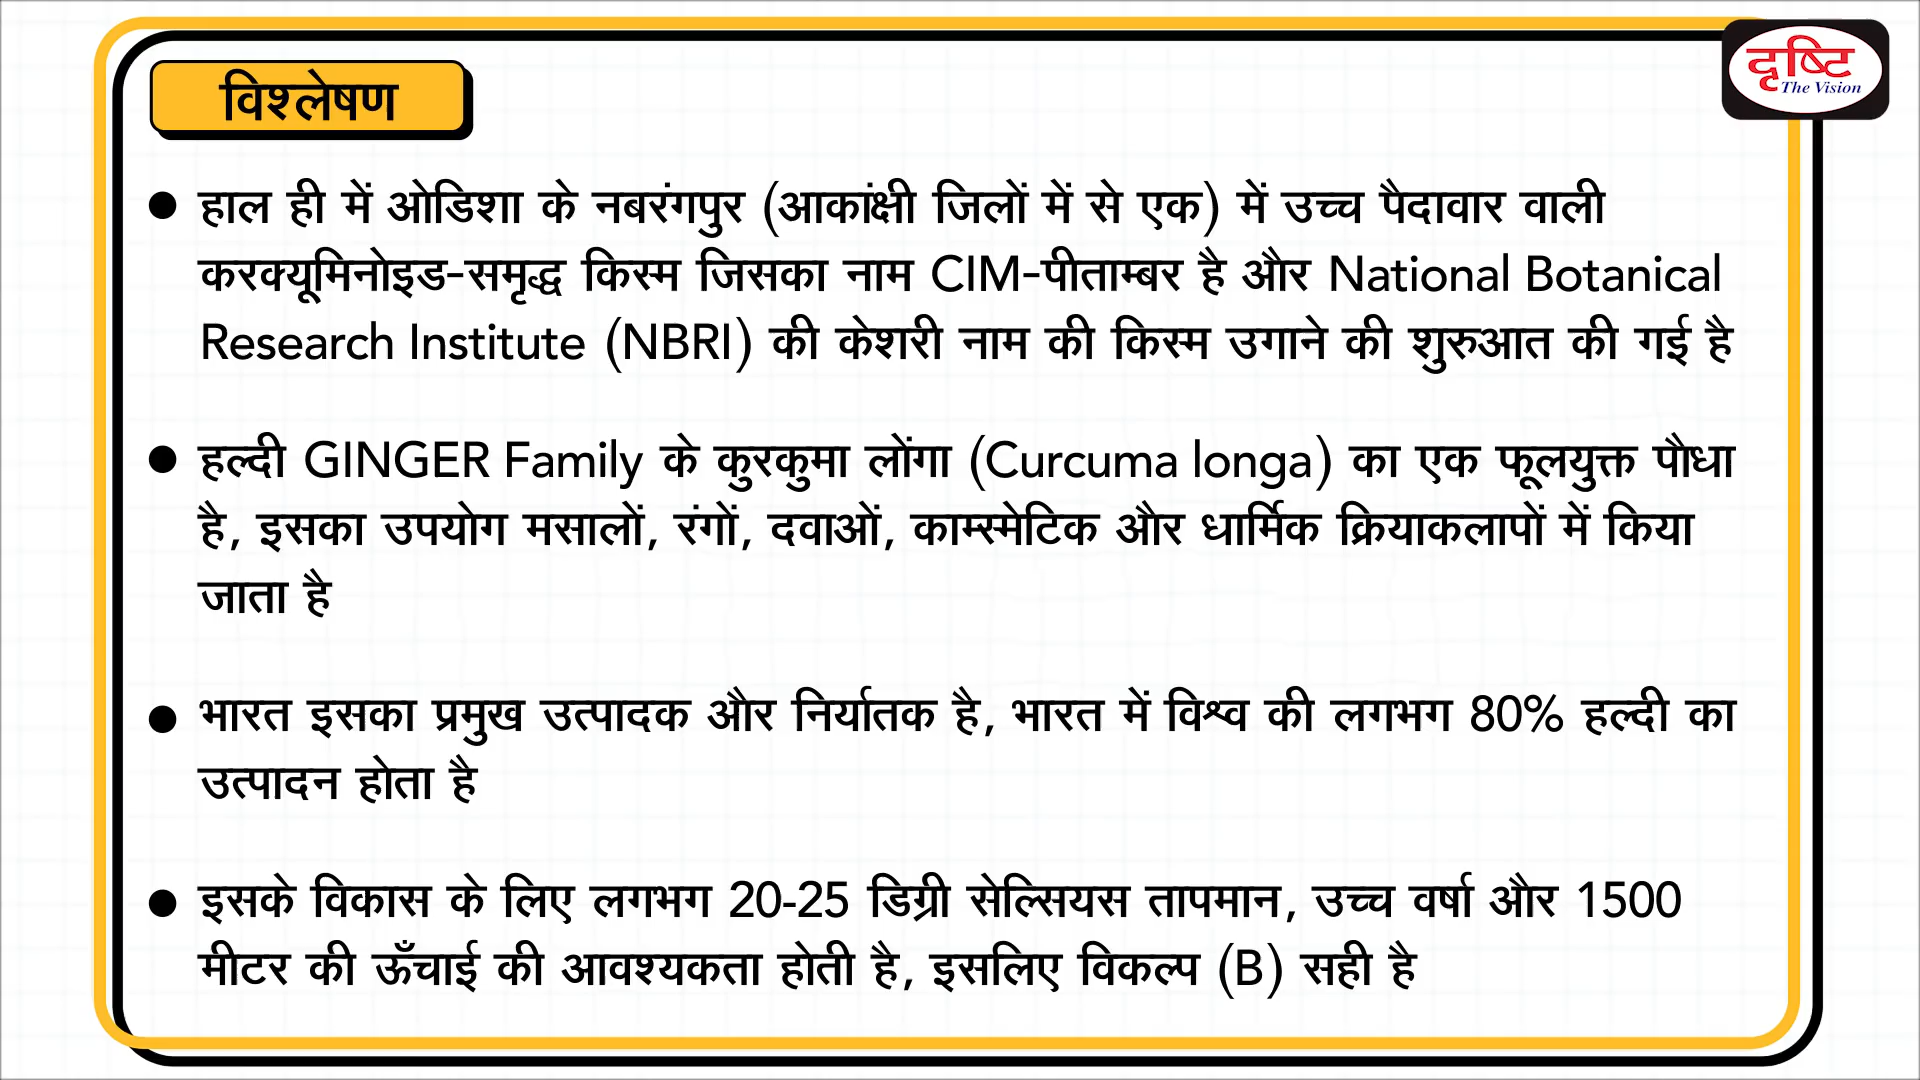 दृष्टि
The Vision
विश्लेषण
● हाल ही में ओडिशा के नबरंगपुर (आकांक्षी जिलों में से एक) में उच्च पैदावार वाली
करक्यूमिनोइड-समृद्ध किस्म जिसका नाम CIM-पीताम्बर है और National Botanical
Research Institute (NBRI) की केशरी नाम की किस्म उगाने की शुरुआत की गई है
● हल्दी GINGER Family के कुरकुमा लोंगा (Curcuma longa) का एक फूलयुक्त पौधा
है, इसका उपयोग मसालों, रंगों, दवाओं, काम्स्मेटिक और धार्मिक क्रियाकलापों में किया
जाता है
● भारत इसका प्रमुख उत्पादक और निर्यातक है, भारत में विश्व की लगभग 80% हल्दी का
उत्पादन होता है
● इसके विकास के लिए लगभग 20-25 डिग्री सेल्सियस तापमान, उच्च वर्षा और 1500
मीटर की ऊँचाई की आवश्यकता होती है, इसलिए विकल्प (B) सही है